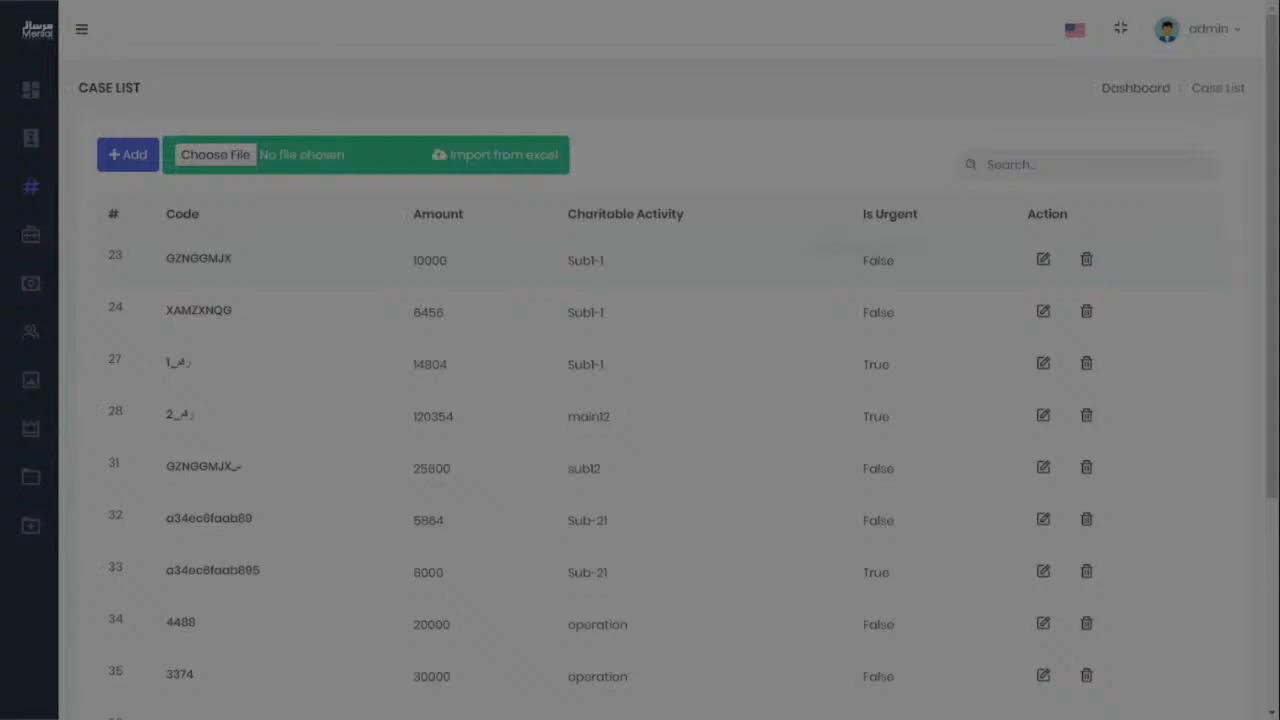 مرسال
Mersal
admin
CASE LIST
Dashboard
Case List
Add
Choose File No file chosen
Import from excel
Search...
# Code Amount Charitable Activity Is Urgent Action
23 GZNGGMJX 10000 Sub1-1 False
24 XAMZXNQG 6456 Sub1-1 False
27 رقم_1 14804 Sub1-1 True
28 رقم_2 120354 main12 True
31 GZNGGMJXس 25600 sub12 False
32 a34ec6faab89 5864 Sub-21 False
33 a34ec6faab895 6000 Sub-21 True
34 4488 20000 operation False
35 3374 30000 operation False